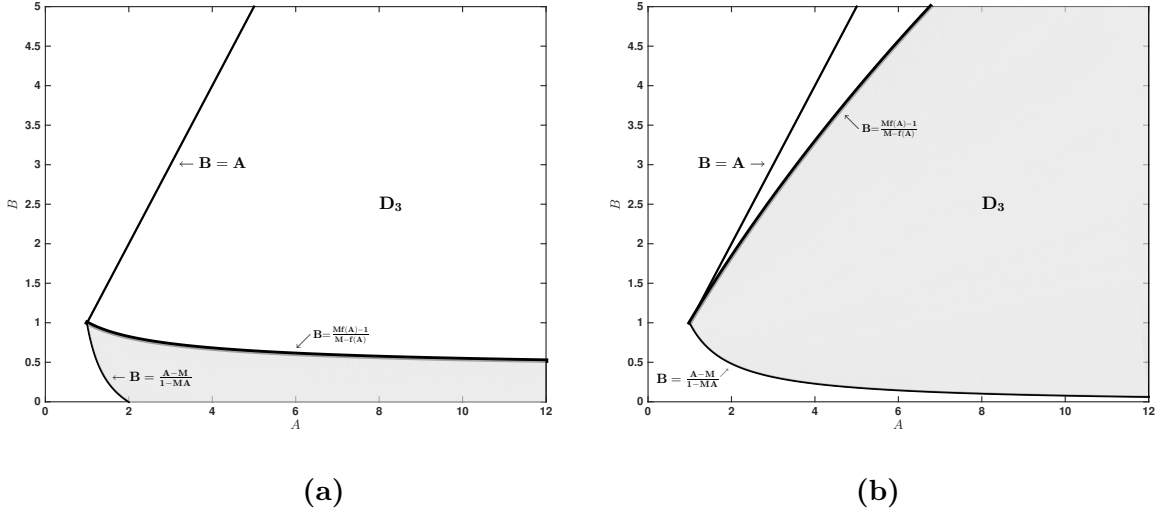 5
4.5
4
3.5
3
2.5
2
1.5
1
0.5
0
B
← B = A
D₃
B=Mf(A)−1/M−f(A)
← B = A−M/1−MA
0 2 4 6 8 10 12
A
(a)
5
4.5
4
3.5
3
2.5
2
1.5
1
0.5
0
B
B = A →
B=Mf(A)−1/M−f(A)
D₃
B = A−M/1−MA
0 2 4 6 8 10 12
A
(b)